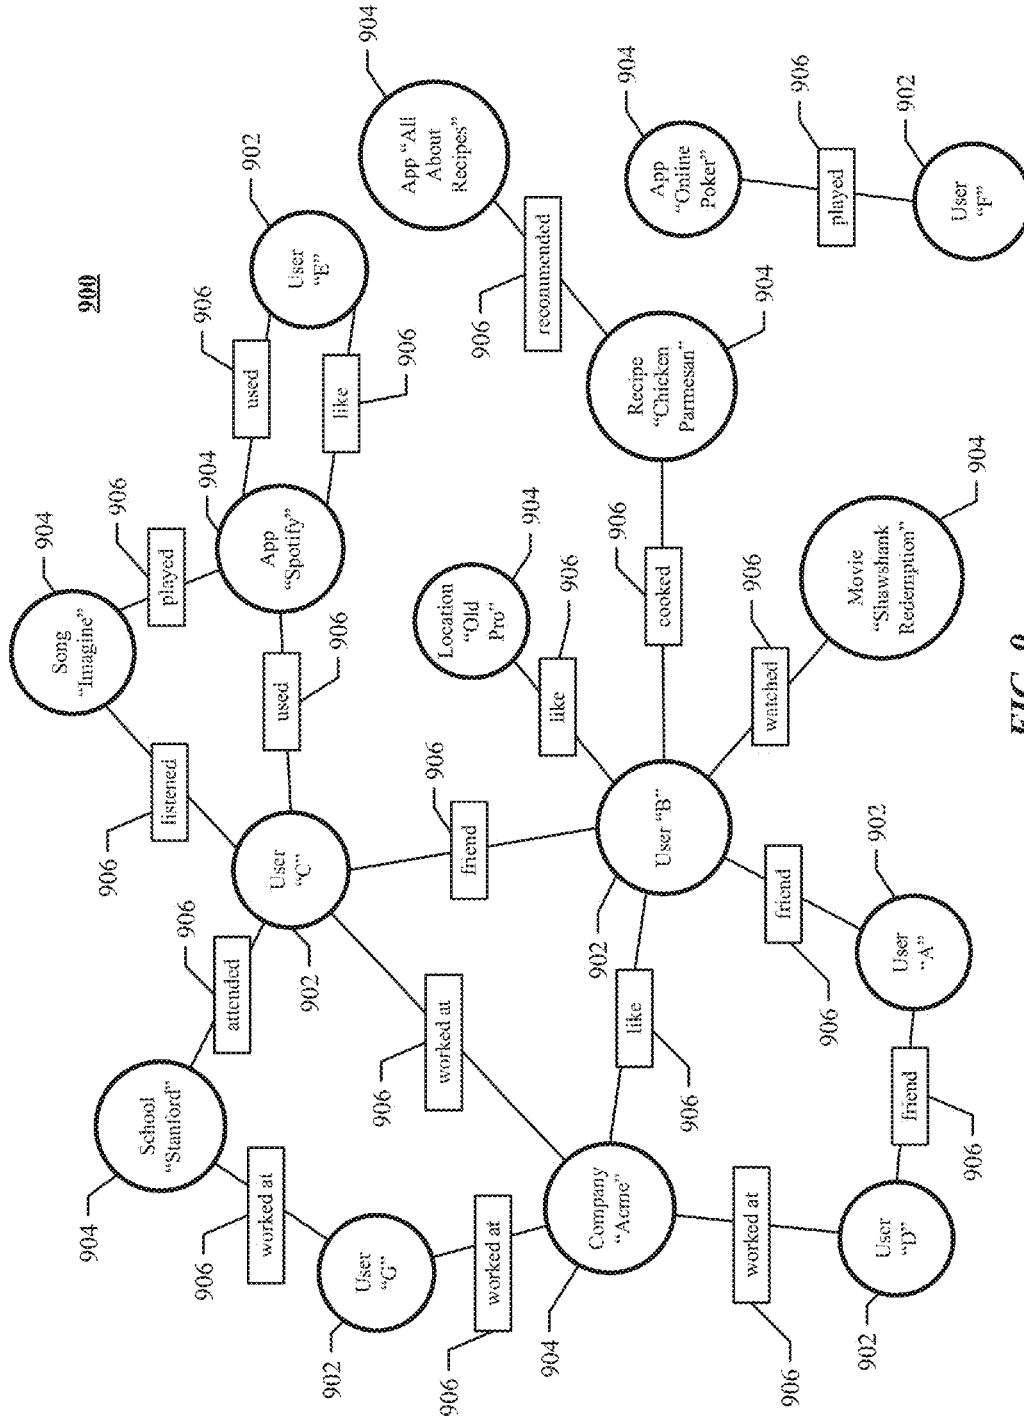 900
904
School
“Stanford”
906
attended
906
listened
904
Song
“Imagine”
906
played
904
App
“Spotify”
906
used
906
used
902
User
“E”
like
906
904
App “All
About
Recipes”
906
worked at
902
User
“G”
902
User
“C”
906
worked at
906
friend
904
Location
“Old
Pro”
906
like
906
recommended
906
worked at
904
Company
“Acme”
like
906
902
User “B”
906
cooked
Recipe
“Chicken
Parmesan”
904
904
App
“Online
Poker”
worked at
906
906
friend
906
watched
Movie
“Shawshank
Redemption”
904
906
played
902
User
“D”
902
friend
906
902
User
“A”
902
User
“F”
FIG. 9